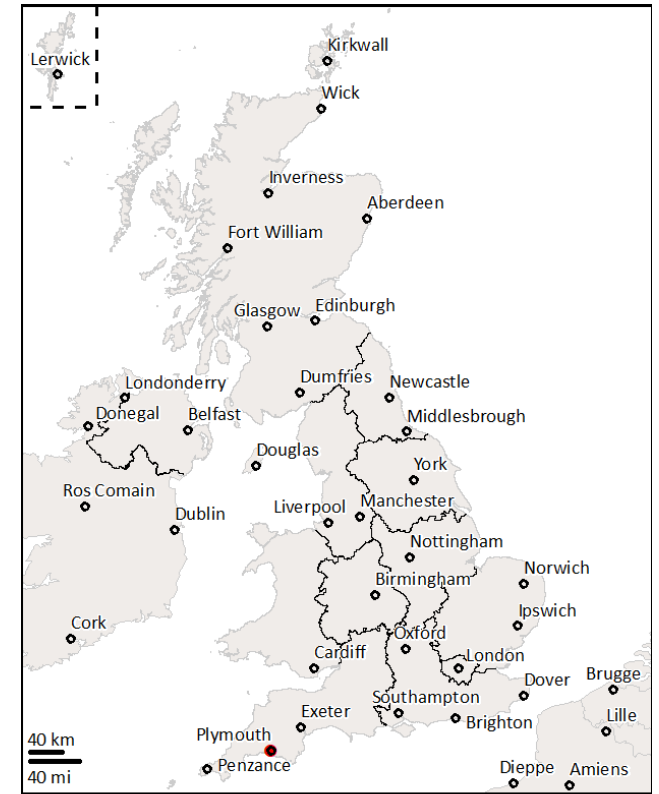 Kirkwall
Lerwick
Wick
Inverness
Aberdeen
Fort William
Glasgow
Edinburgh
Dumfries
Newcastle
Londonderry
Donegal
Belfast
Middlesbrough
Douglas
York
Ros Comain
Liverpool
Manchester
Dublin
Nottingham
Norwich
Birmingham
Ipswich
Cork
Oxford
Cardiff
London
Dover
Brugge
Southampton
Exeter
Brighton
Lille
Plymouth
40 km
Penzance
40 mi
Dieppe
Amiens